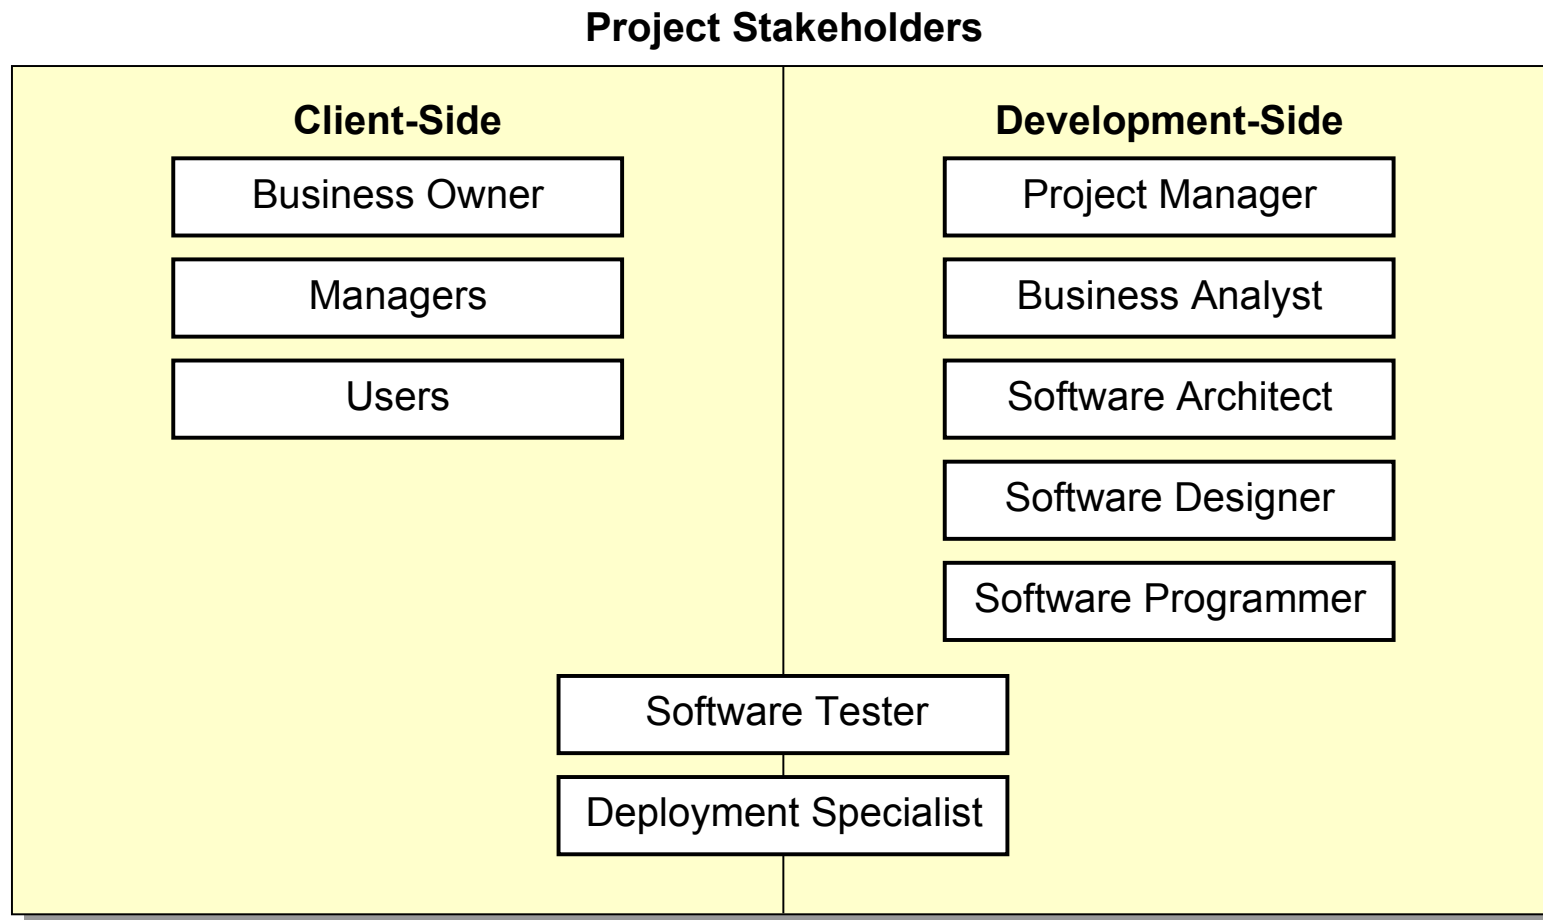 Project Stakeholders
Client-Side
Business Owner
Managers
Users
Development-Side
Project Manager
Business Analyst
Software Architect
Software Designer
Software Programmer
Software Tester
Deployment Specialist